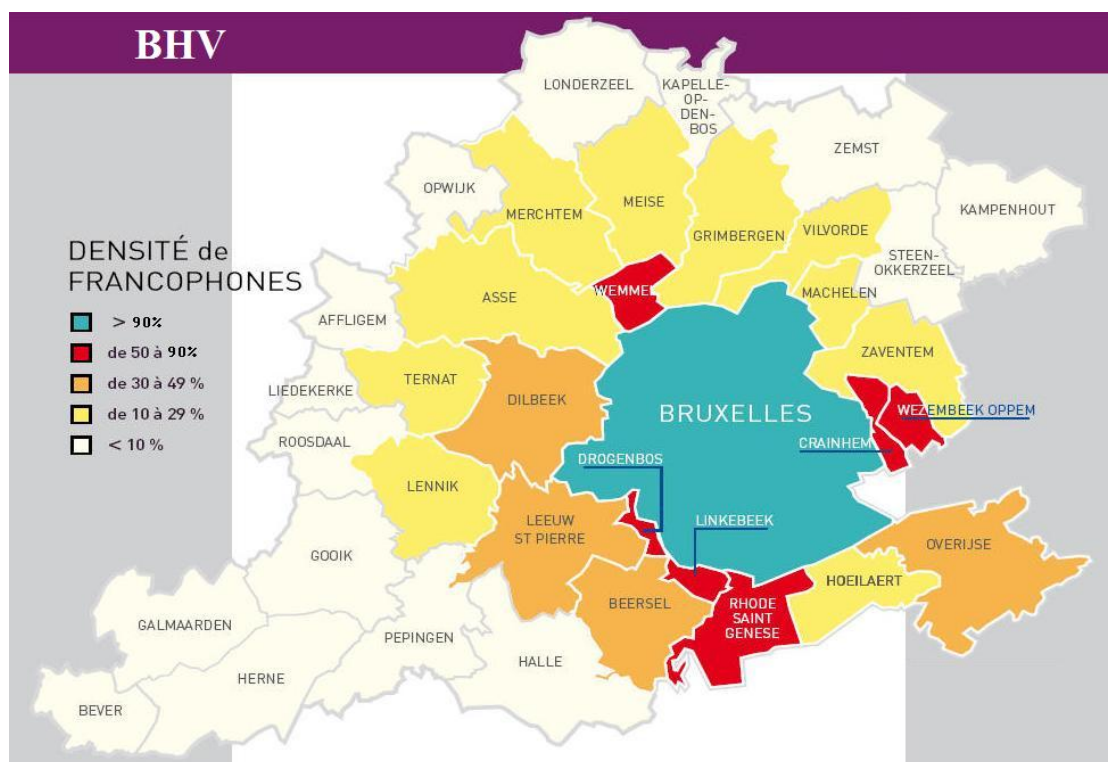 BHV
LONDERZEEL
KAPELLE-
OP-
DEN-
BOS
ZEMST
OPWIJK
MERCHTEM
MEISE
GRIMBERGEN
VILVORDE
KAMPENHOUT
STEEN-
OKKERZEEL
DENSITÉ de
FRANCOPHONES
> 90%
de 50 à 90%
de 30 à 49 %
de 10 à 29 %
< 10 %
AFFLIGEM
ASSE
WEMMEL
MACHELEN
ZAVENTEM
LIEDEKERKE
TERNAT
DILBEEK
BRUXELLES
WEZEMBEEK OPPEM
CRAINHEM
ROOSDAAL
LENNIK
DROGENBOS
LINKEBEEK
LEEUW
ST PIERRE
GOOIK
OVERIJSE
HOEILAERT
BEERSEL
RHODE
SAINT
GENESE
GALMAARDEN
PEPINGEN
HALLE
HERNE
BEVER